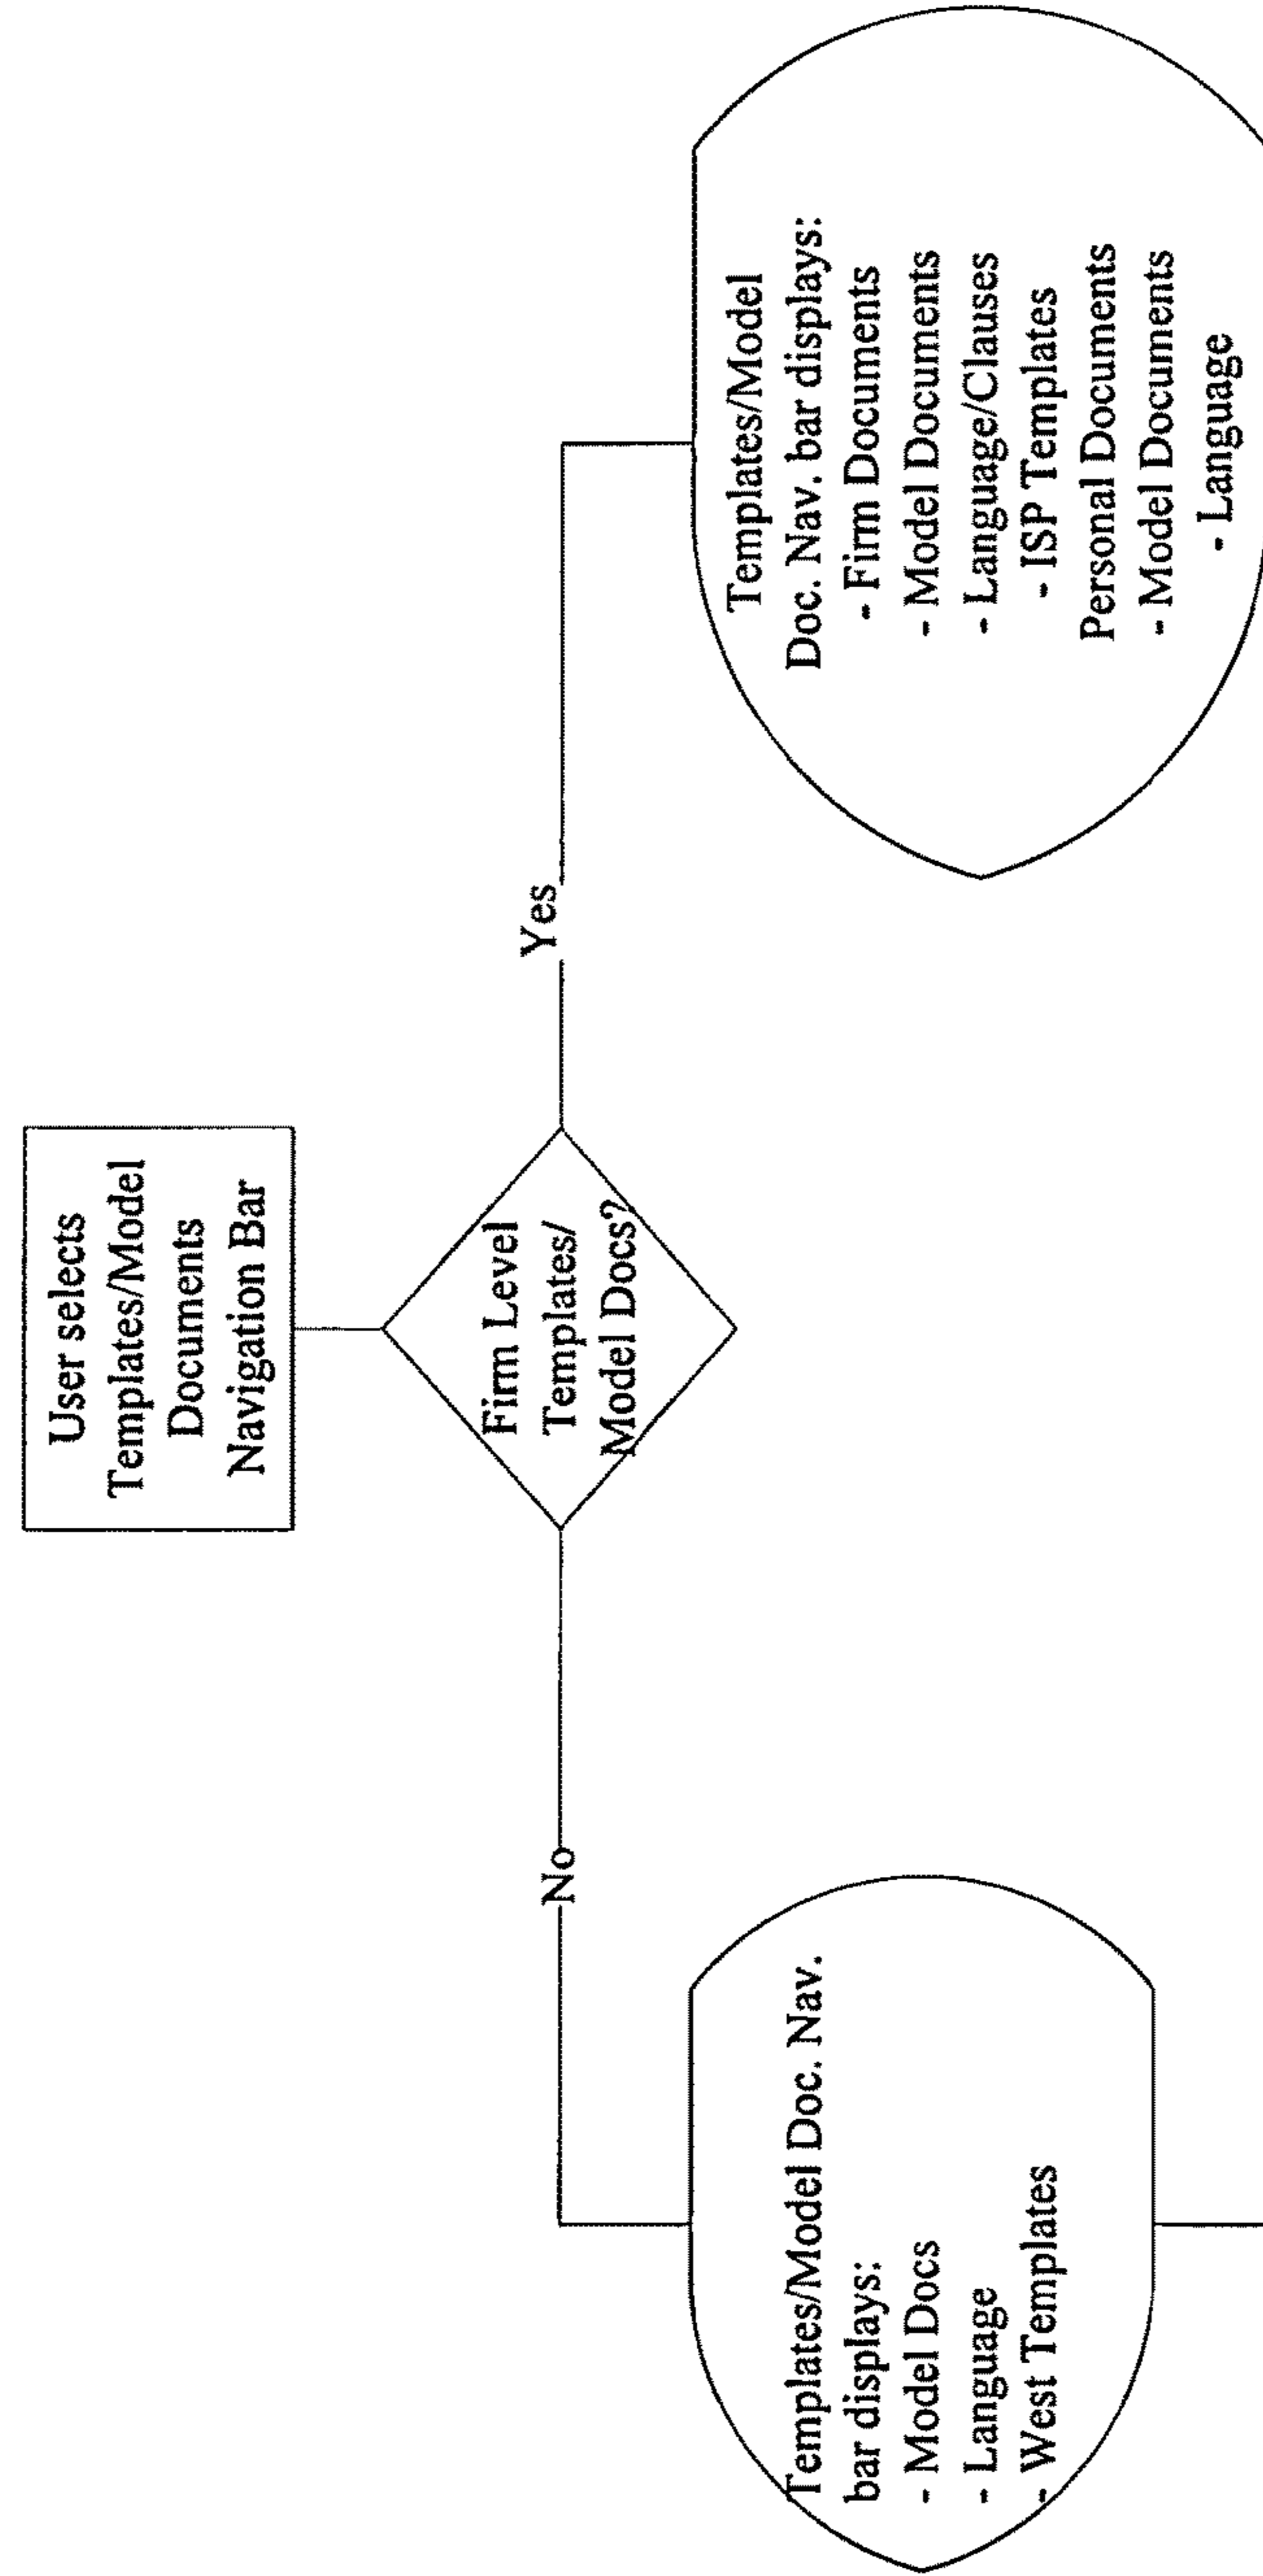 User selects
Templates/Model
Documents
Navigation Bar
Firm Level
Templates/
Model Docs?
No
Yes
Templates/Model Doc. Nav.
bar displays:
- Model Docs
- Language
- West Templates
Templates/Model
Doc. Nav. bar displays:
- Firm Documents
- Model Documents
- Language/Clauses
- ISP Templates
Personal Documents
- Model Documents
- Language